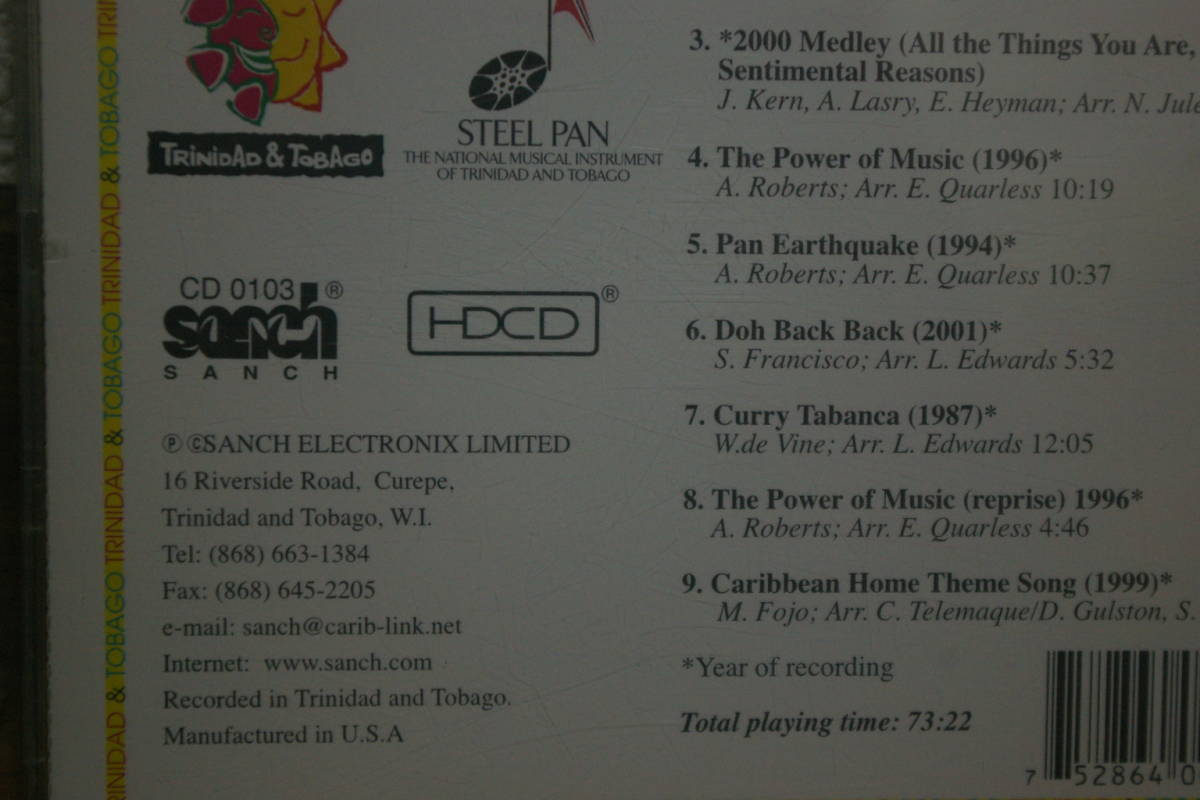 TRINIDAD & TOBAGO TRINIDAD & TOBAGO TRINIDAD & TOBAGO
TRINIDAD & TOBAGO
STEEL PAN
THE NATIONAL MUSICAL INSTRUMENT
OF TRINIDAD AND TOBAGO
CD 0103
sanch®
SANCH
HDCD®
℗ ©SANCH ELECTRONIX LIMITED
16 Riverside Road, Curepe,
Trinidad and Tobago, W.I.
Tel: (868) 663-1384
Fax: (868) 645-2205
e-mail: sanch@carib-link.net
Internet: www.sanch.com
Recorded in Trinidad and Tobago.
Manufactured in U.S.A
3. *2000 Medley (All the Things You Are,
Sentimental Reasons)
J. Kern, A. Lasry, E. Heyman; Arr. N. Jule
4. The Power of Music (1996)*
A. Roberts; Arr. E. Quarless 10:19
5. Pan Earthquake (1994)*
A. Roberts; Arr. E. Quarless 10:37
6. Doh Back Back (2001)*
S. Francisco; Arr. L. Edwards 5:32
7. Curry Tabanca (1987)*
W.de Vine; Arr. L. Edwards 12:05
8. The Power of Music (reprise) 1996*
A. Roberts; Arr. E. Quarless 4:46
9. Caribbean Home Theme Song (1999)*
M. Fojo; Arr. C. Telemaque/D. Gulston, S.
*Year of recording
Total playing time: 73:22
7 52864 0